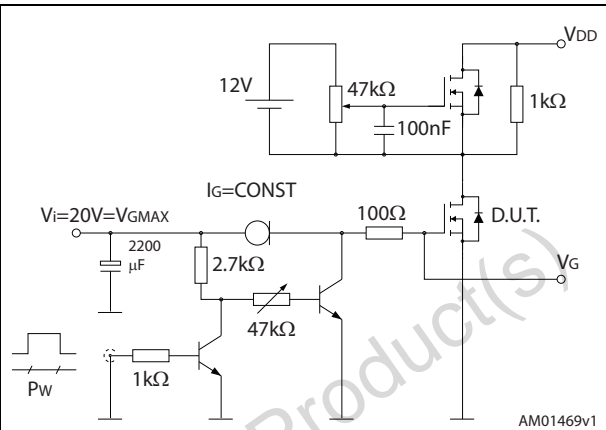 VDD
12V
47kΩ
1kΩ
100nF
IG=CONST
Vi=20V=VGMAX
100Ω
D.U.T.
2200
μF
2.7kΩ
VG
47kΩ
1kΩ
PW
Product(s)
AM01469v1